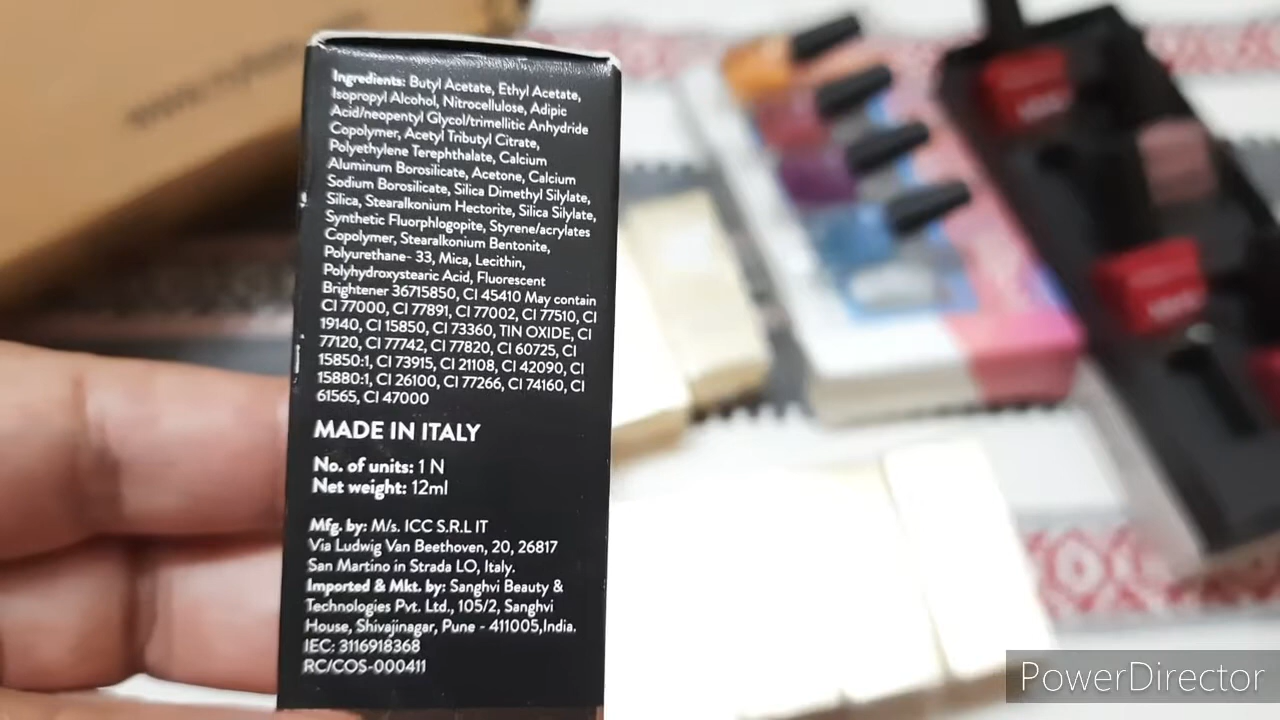 Ingredients: Butyl Acetate, Ethyl Acetate,
Isopropyl Alcohol, Nitrocellulose, Adipic
Acid/neopentyl Glycol/trimellitic Anhydride
Copolymer, Acetyl Tributyl Citrate,
Polyethylene Terephthalate, Calcium
Aluminum Borosilicate, Acetone, Calcium
Sodium Borosilicate, Silica Dimethyl Silylate,
Silica, Stearalkonium Hectorite, Silica Silylate,
Synthetic Fluorphlogopite, Styrene/acrylates
Copolymer, Stearalkonium Bentonite,
Polyurethane- 33, Mica, Lecithin,
Polyhydroxystearic Acid, Fluorescent
Brightener 36715850, CI 45410 May contain
CI 77000, CI 77891, CI 77002, CI 77510, CI
19140, CI 15850, CI 73360, TIN OXIDE, CI
77120, CI 77742, CI 77820, CI 60725, CI
15850:1, CI 73915, CI 21108, CI 42090, CI
15880:1, CI 26100, CI 77266, CI 74160, CI
61565, CI 47000
MADE IN ITALY
No. of units: 1 N
Net weight: 12ml
Mfg. by: M/s. ICC S.R.L IT
Via Ludwig Van Beethoven, 20, 26817
San Martino in Strada LO, Italy.
Imported & Mkt. by: Sanghvi Beauty &
Technologies Pvt. Ltd., 105/2, Sanghvi
House, Shivajinagar, Pune - 411005,India.
IEC: 3116918368
RC/COS-000411
PowerDirector